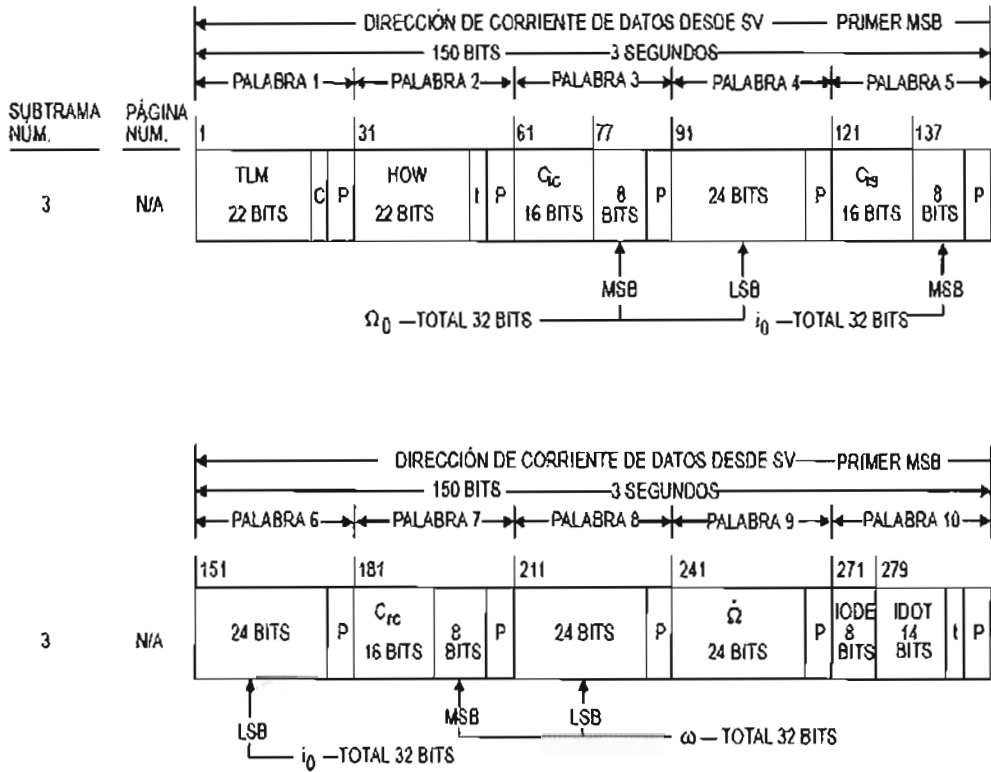 DIRECCIÓN DE CORRIENTE DE DATOS DESDE SV — PRIMER MSB
150 BITS — 3 SEGUNDOS
PALABRA 1 PALABRA 2 PALABRA 3 PALABRA 4 PALABRA 5
SUBTRAMA NÚM. PÁGINA NÚM.
1 31 61 77 91 121 137
3 N/A
TLM 22 BITS C P
HOW 22 BITS t P
C_ic 16 BITS 8 BITS P
24 BITS P
C_is 16 BITS 8 BITS P
MSB LSB MSB
Ω_0 — TOTAL 32 BITS i_0 — TOTAL 32 BITS
DIRECCIÓN DE CORRIENTE DE DATOS DESDE SV — PRIMER MSB
150 BITS — 3 SEGUNDOS
PALABRA 6 PALABRA 7 PALABRA 8 PALABRA 9 PALABRA 10
151 181 211 241 271 279
3 N/A
24 BITS P
C_rc 16 BITS 8 BITS P
24 BITS P
Ω̇ 24 BITS P
IODE 8 BITS IDOT 14 BITS t P
LSB MSB LSB
i_0 — TOTAL 32 BITS ω — TOTAL 32 BITS